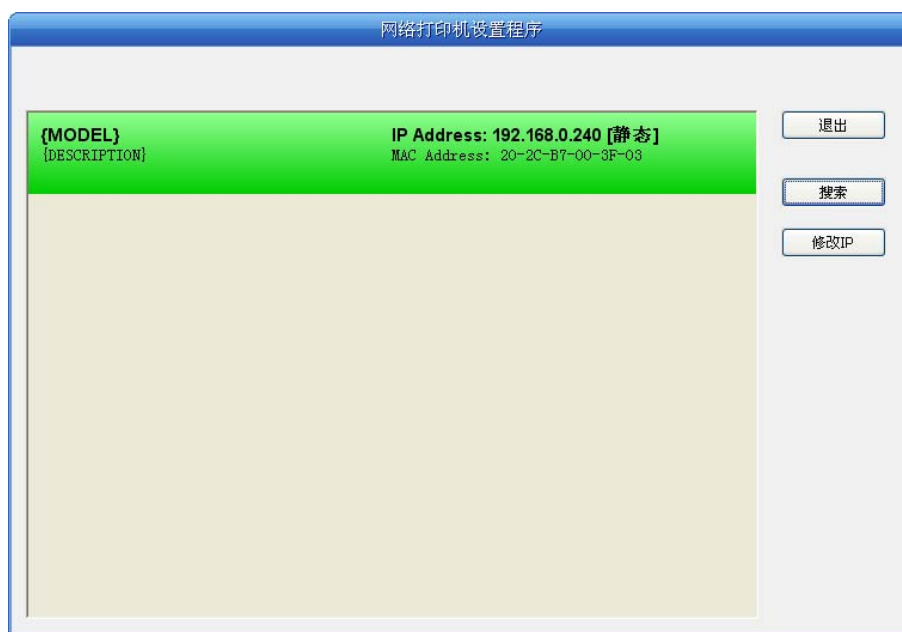 网络打印机设置程序
{MODEL}
IP Address: 192.168.0.240 [静态]
{DESCRIPTION}
MAC Address: 20-2C-B7-00-3F-03
退出
搜索
修改IP